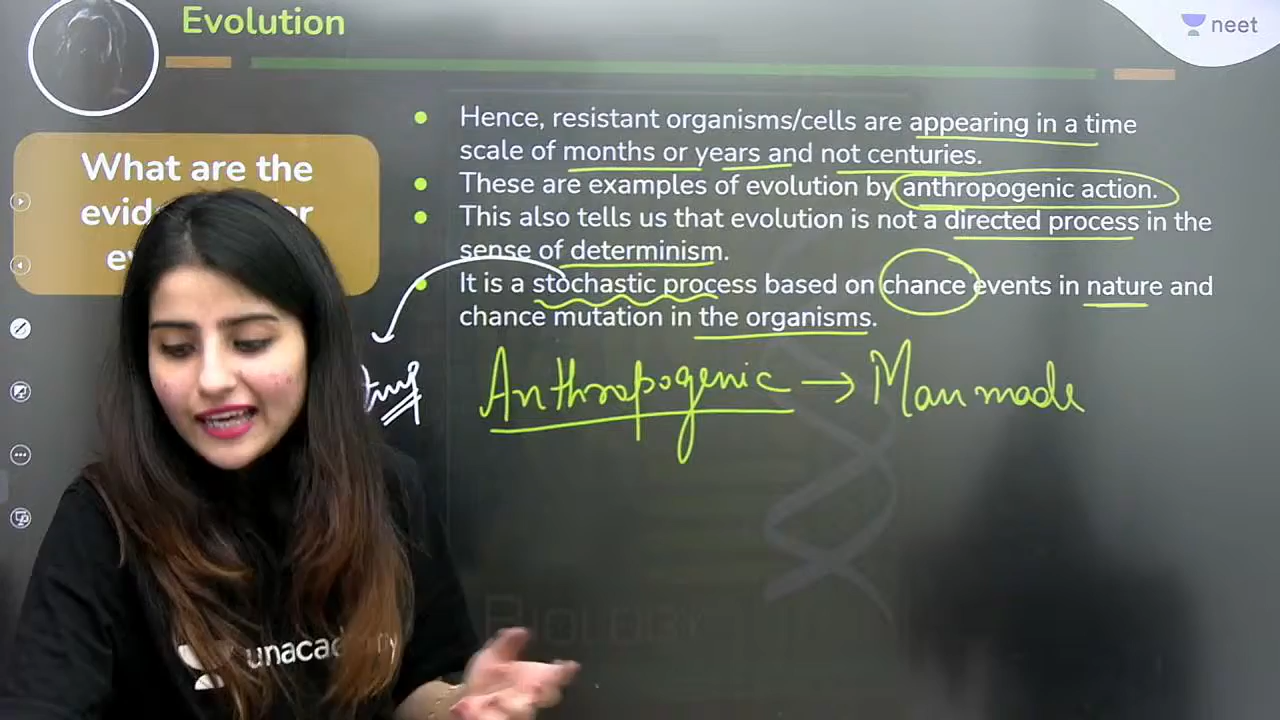 Evolution
neet
What are the
evid
ev
Hence, resistant organisms/cells are appearing in a time
scale of months or years and not centuries.
These are examples of evolution by anthropogenic action.
This also tells us that evolution is not a directed process in the
sense of determinism.
It is a stochastic process based on chance events in nature and
chance mutation in the organisms.
Anthropogenic → Man made
BIOLOGY
unacademy